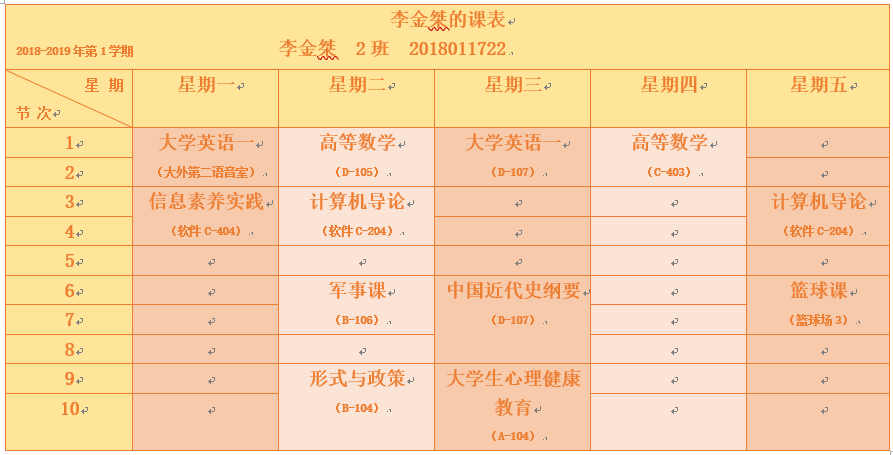 李金桀的课表
2018-2019年第1学期 李金桀 2班 2018011722
星期 星期一 星期二 星期三 星期四 星期五
节次
1 大学英语一 高等数学 大学英语一 高等数学
2 （大外第二语音室） （D-105） （D-107） （C-403）
3 信息素养实践 计算机导论 计算机导论
4 （软件C-404） （软件C-204） （软件C-204）
5
6 军事课 中国近代史纲要 篮球课
7 （B-106） （D-107） （篮球场3）
8
9 形式与政策 大学生心理健康
10 （B-104） 教育
（A-104）